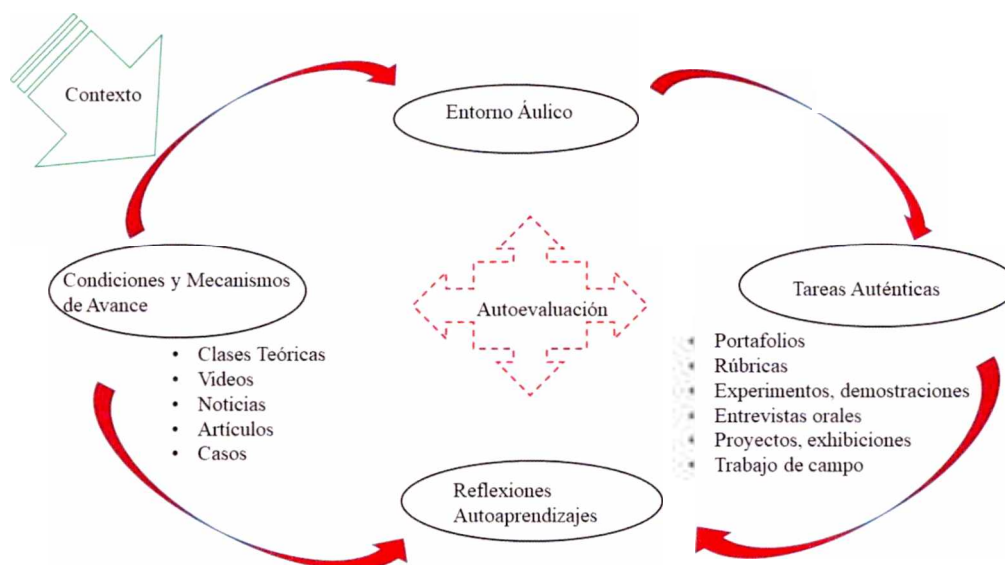 Contexto
Entorno Áulico
Condiciones y Mecanismos
de Avance
• Clases Teóricas
• Videos
• Noticias
• Artículos
• Casos
Autoevaluación
Tareas Auténticas
• Portafolios
• Rúbricas
• Experimentos, demostraciones
• Entrevistas orales
• Proyectos, exhibiciones
• Trabajo de campo
Reflexiones
Autoaprendizajes